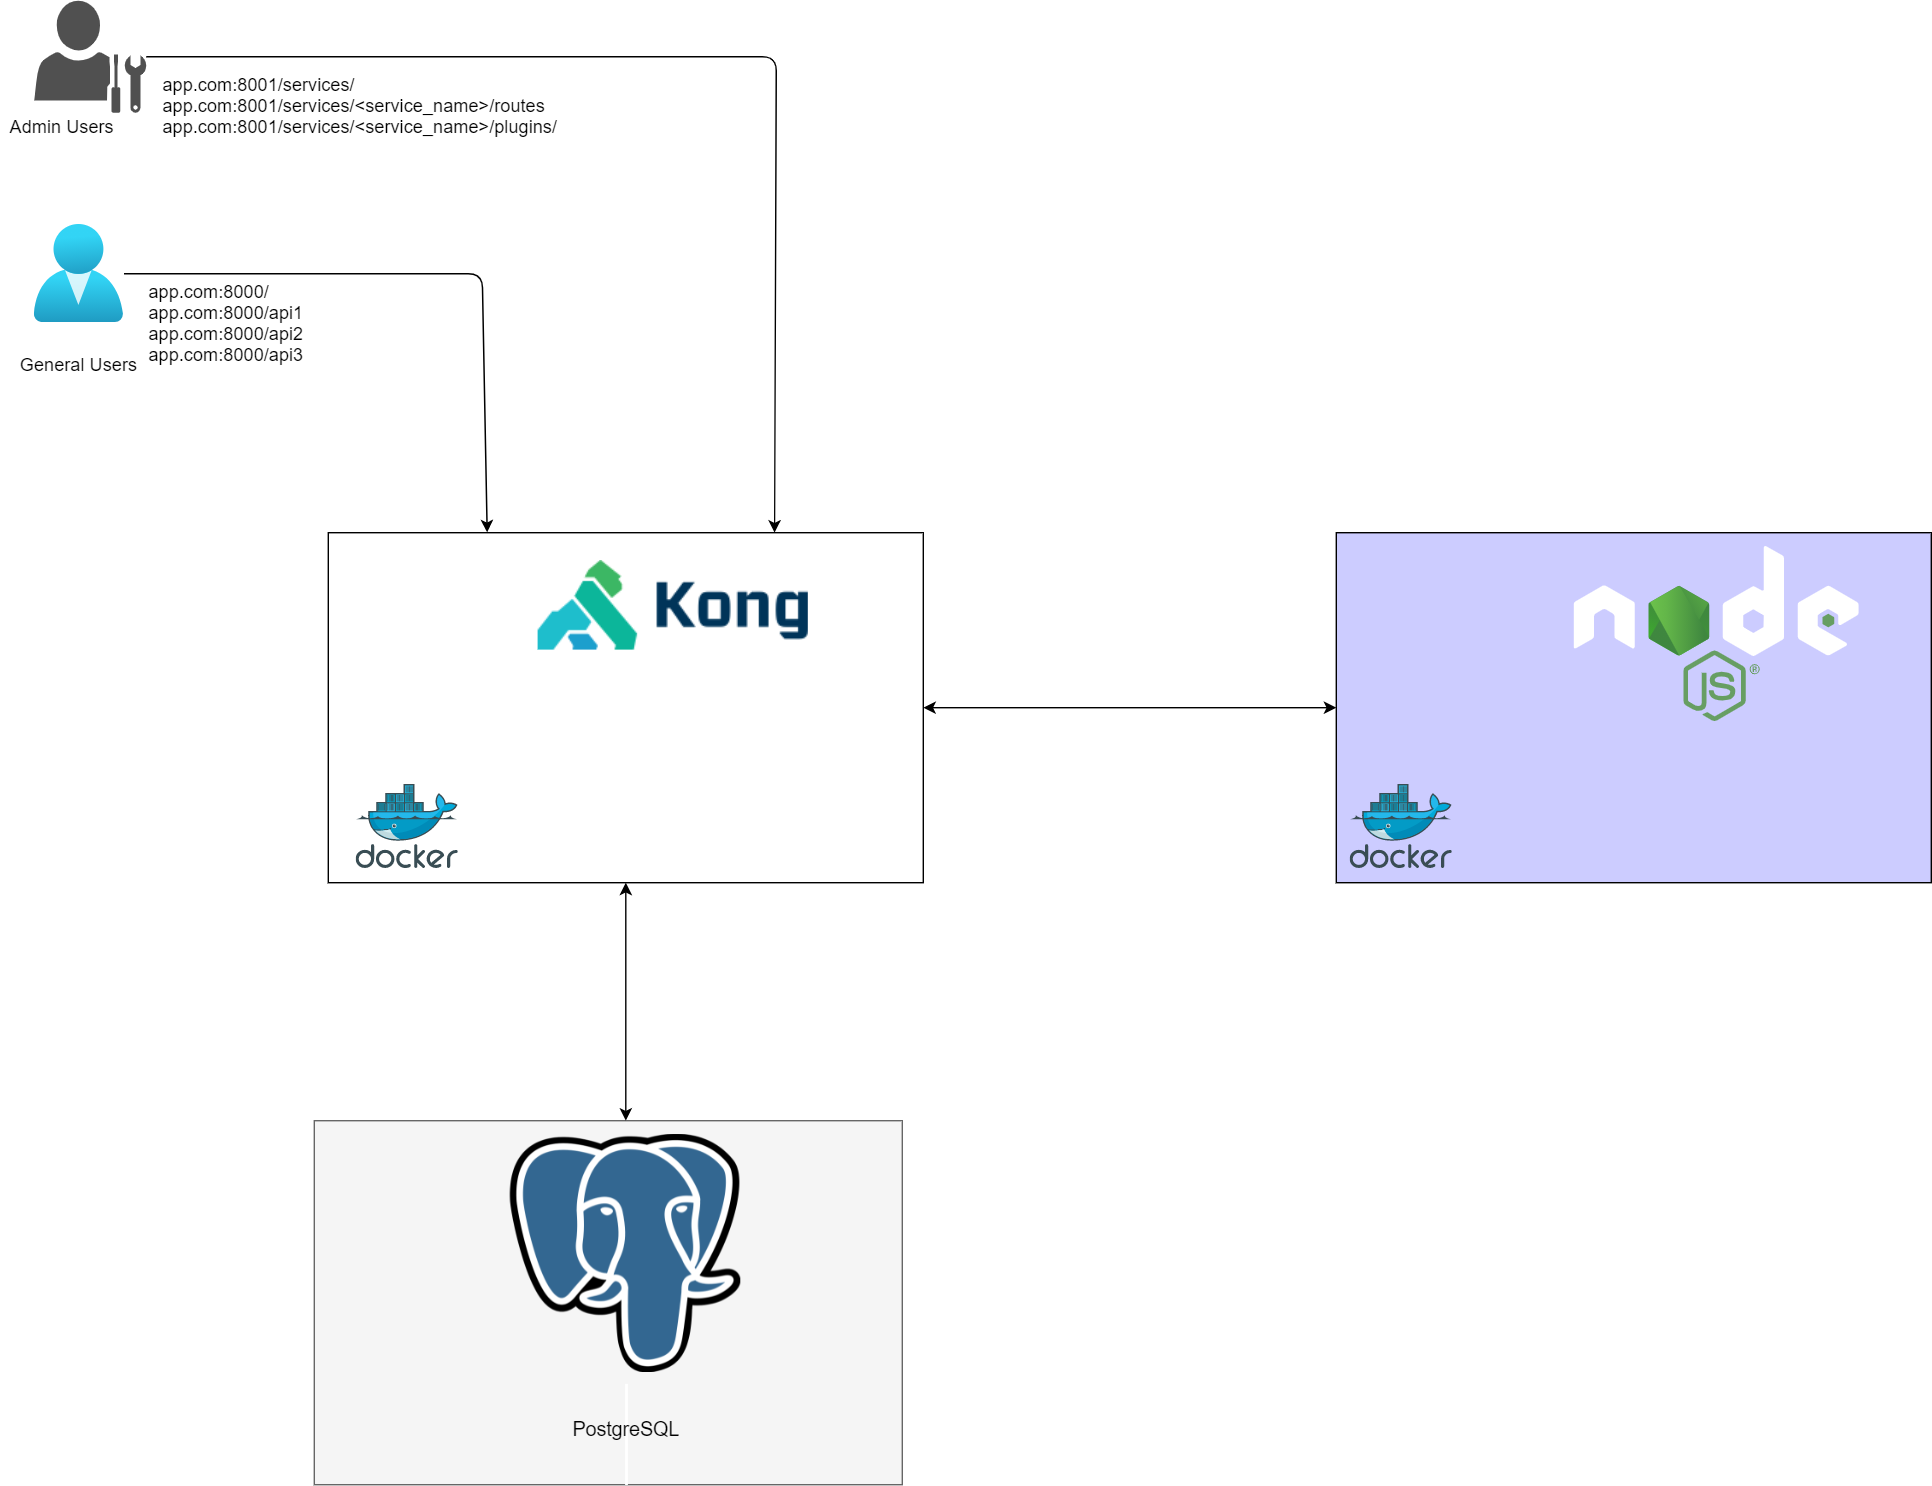 app.com:8001/services/
app.com:8001/services/<service_name>/routes
app.com:8001/services/<service_name>/plugins/
Admin Users
app.com:8000/
app.com:8000/api1
app.com:8000/api2
app.com:8000/api3
General Users
Kong
node
JS®
docker
docker
PostgreSQL